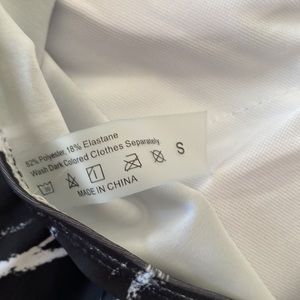 82% Polyester 18% Elastane
Wash Dark Colored Clothes Separately
S
MADE IN CHINA